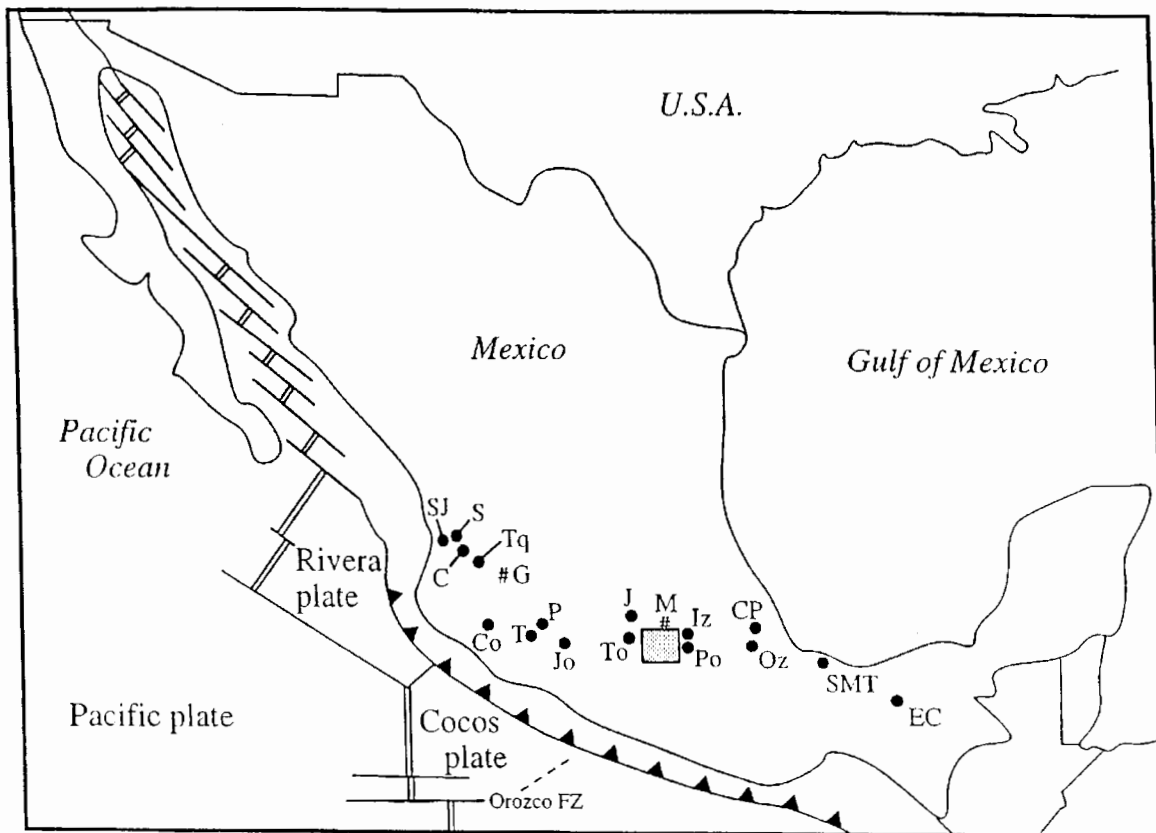 U.S.A.
Mexico
Gulf of Mexico
Pacific
Ocean
SJ
S
Tq
C
#G
Rivera
plate
J
M
#
Iz
CP
Co
T
P
Jo
To
Po
Oz
SMT
EC
Pacific plate
Cocos
plate
Orozco FZ